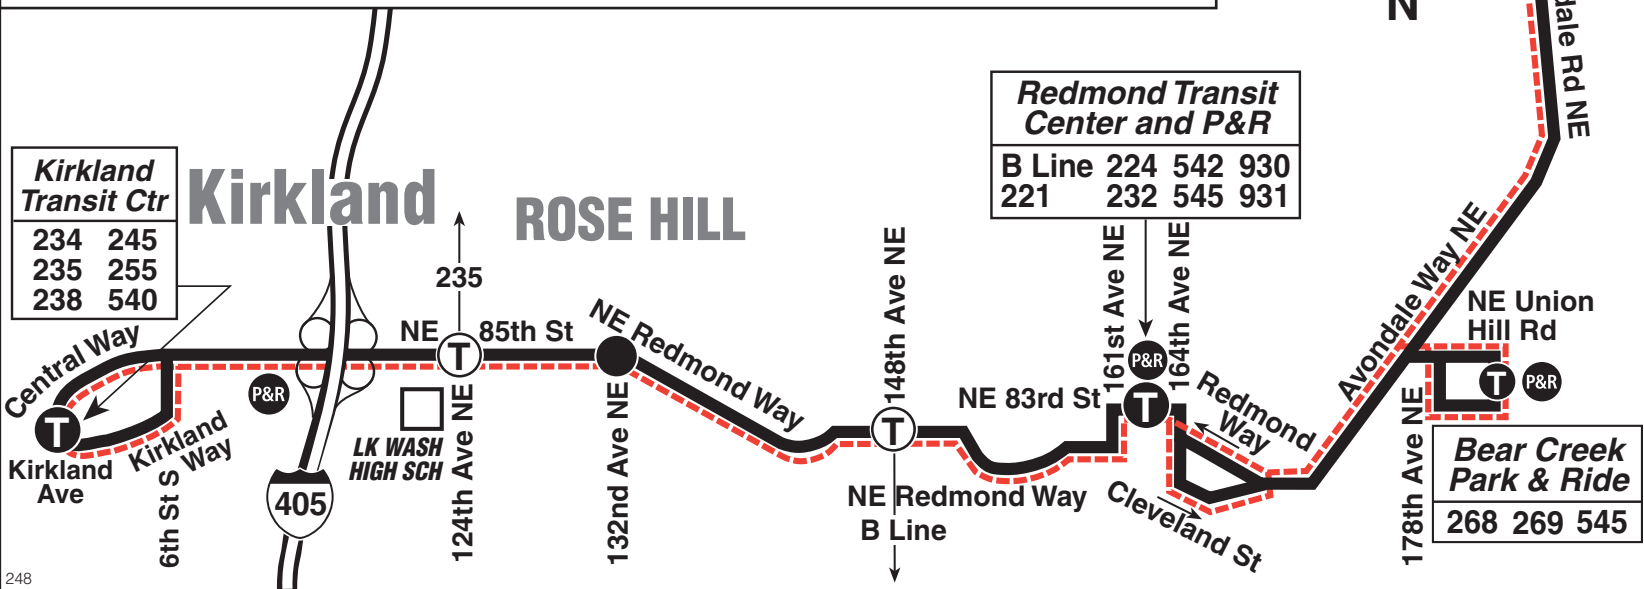 N
dale Rd NE
Redmond Transit
Center and P&R
B Line 224 542 930
221 232 545 931
Kirkland
Transit Ctr
234 245
235 255
238 540
Kirkland
ROSE HILL
235
NE 85th St
T
NE Redmond Way
148th Ave NE
161st Ave NE
164th Ave NE
P&R
NE 83rd St
T
Redmond
Way
Avondale Way NE
NE Union
Hill Rd
T
P&R
Central Way
T
Kirkland
Ave
Kirkland
Way
6th St S
P&R
LK WASH
HIGH SCH
124th Ave NE
132nd Ave NE
T
NE Redmond Way
B Line
Cleveland St
178th Ave NE
Bear Creek
Park & Ride
268 269 545
405
248